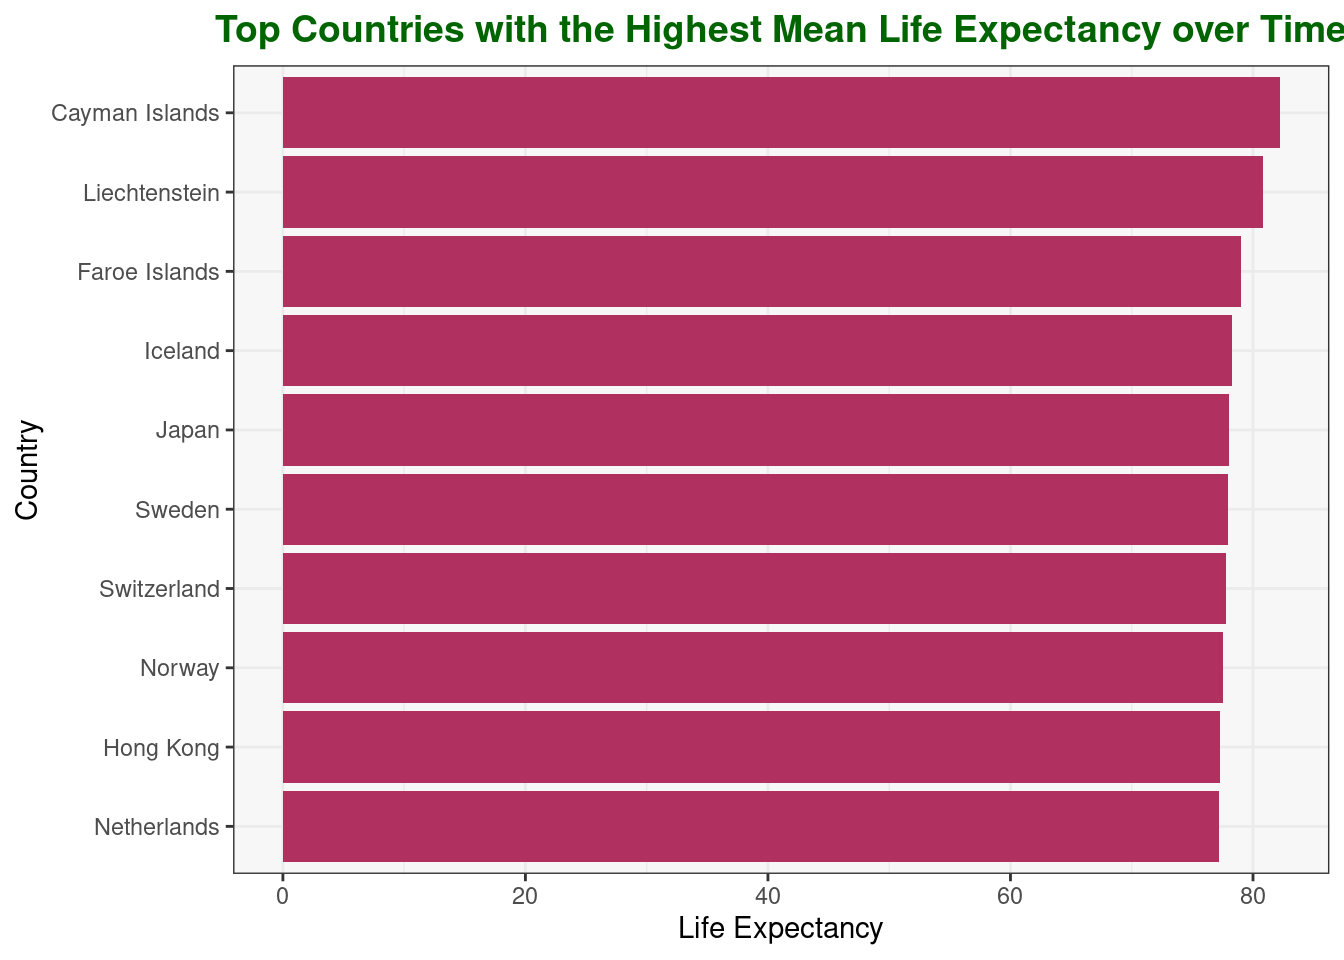 Top Countries with the Highest Mean Life Expectancy over Time
Cayman Islands
Liechtenstein
Faroe Islands
Iceland
Japan
Sweden
Switzerland
Norway
Hong Kong
Netherlands
Country
0 20 40 60 80
Life Expectancy